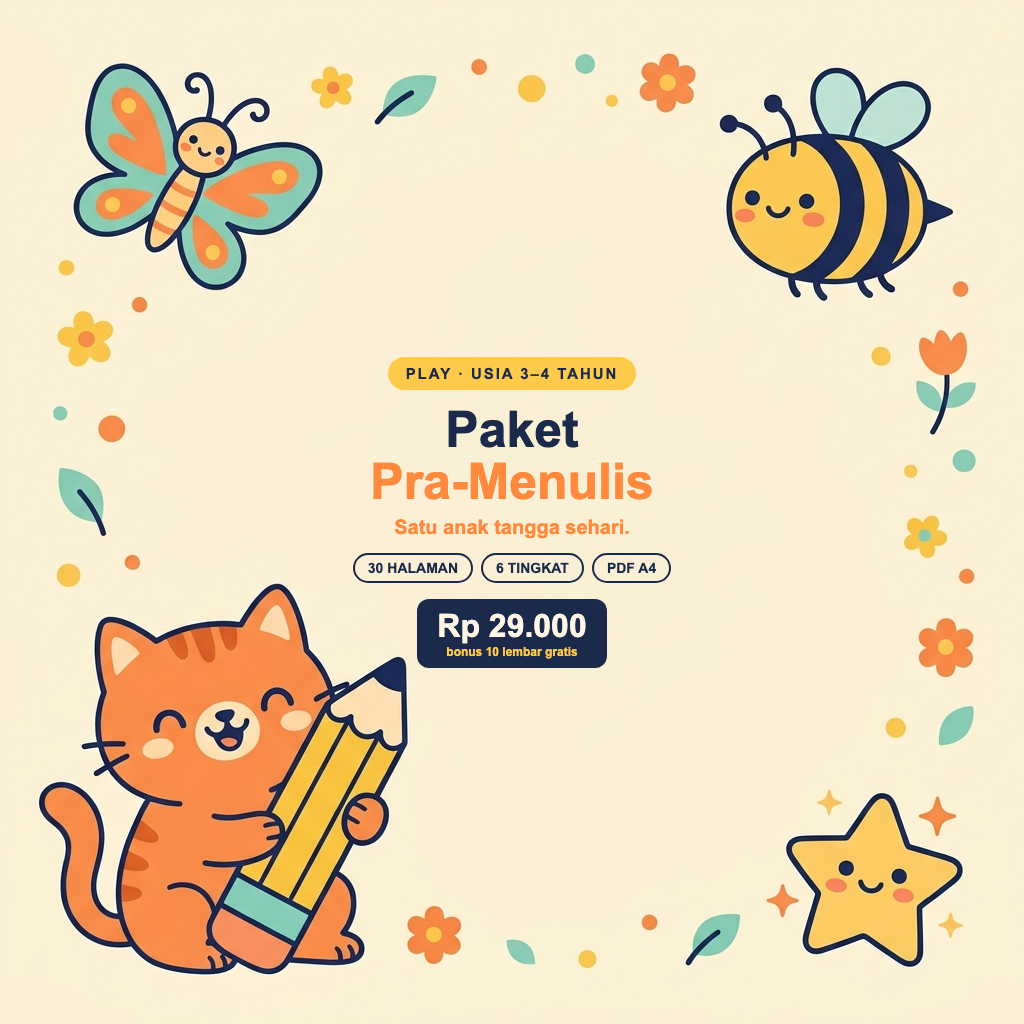 PLAY · USIA 3–4 TAHUN
Paket
Pra-Menulis
Satu anak tangga sehari.
30 HALAMAN 6 TINGKAT PDF A4
Rp 29.000
bonus 10 lembar gratis